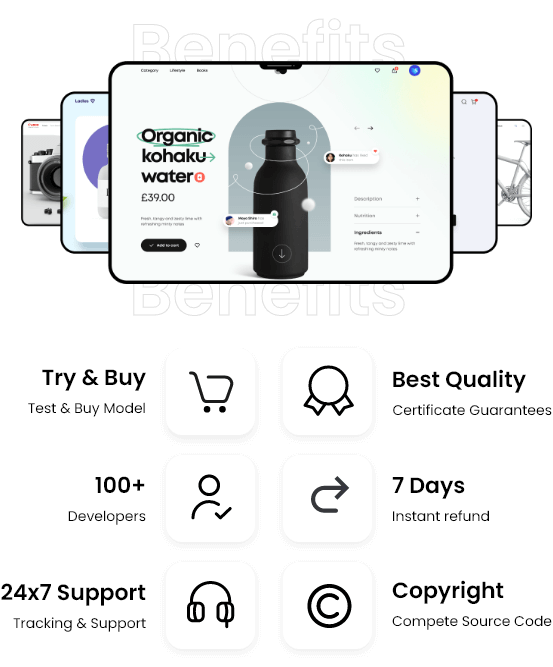 Benefits
Category Lifestyle Books
Organic
kohaku
water
£39.00
Fresh, tangy and zesty lime with
refreshing minty notes
Add to cart
Description +
Nutrition +
Ingredients −
Fresh, tangy and zesty lime with
refreshing minty notes
Benefits
Try & Buy
Test & Buy Model
Best Quality
Certificate Guarantees
100+
Developers
7 Days
Instant refund
24x7 Support
Tracking & Support
Copyright
Compete Source Code